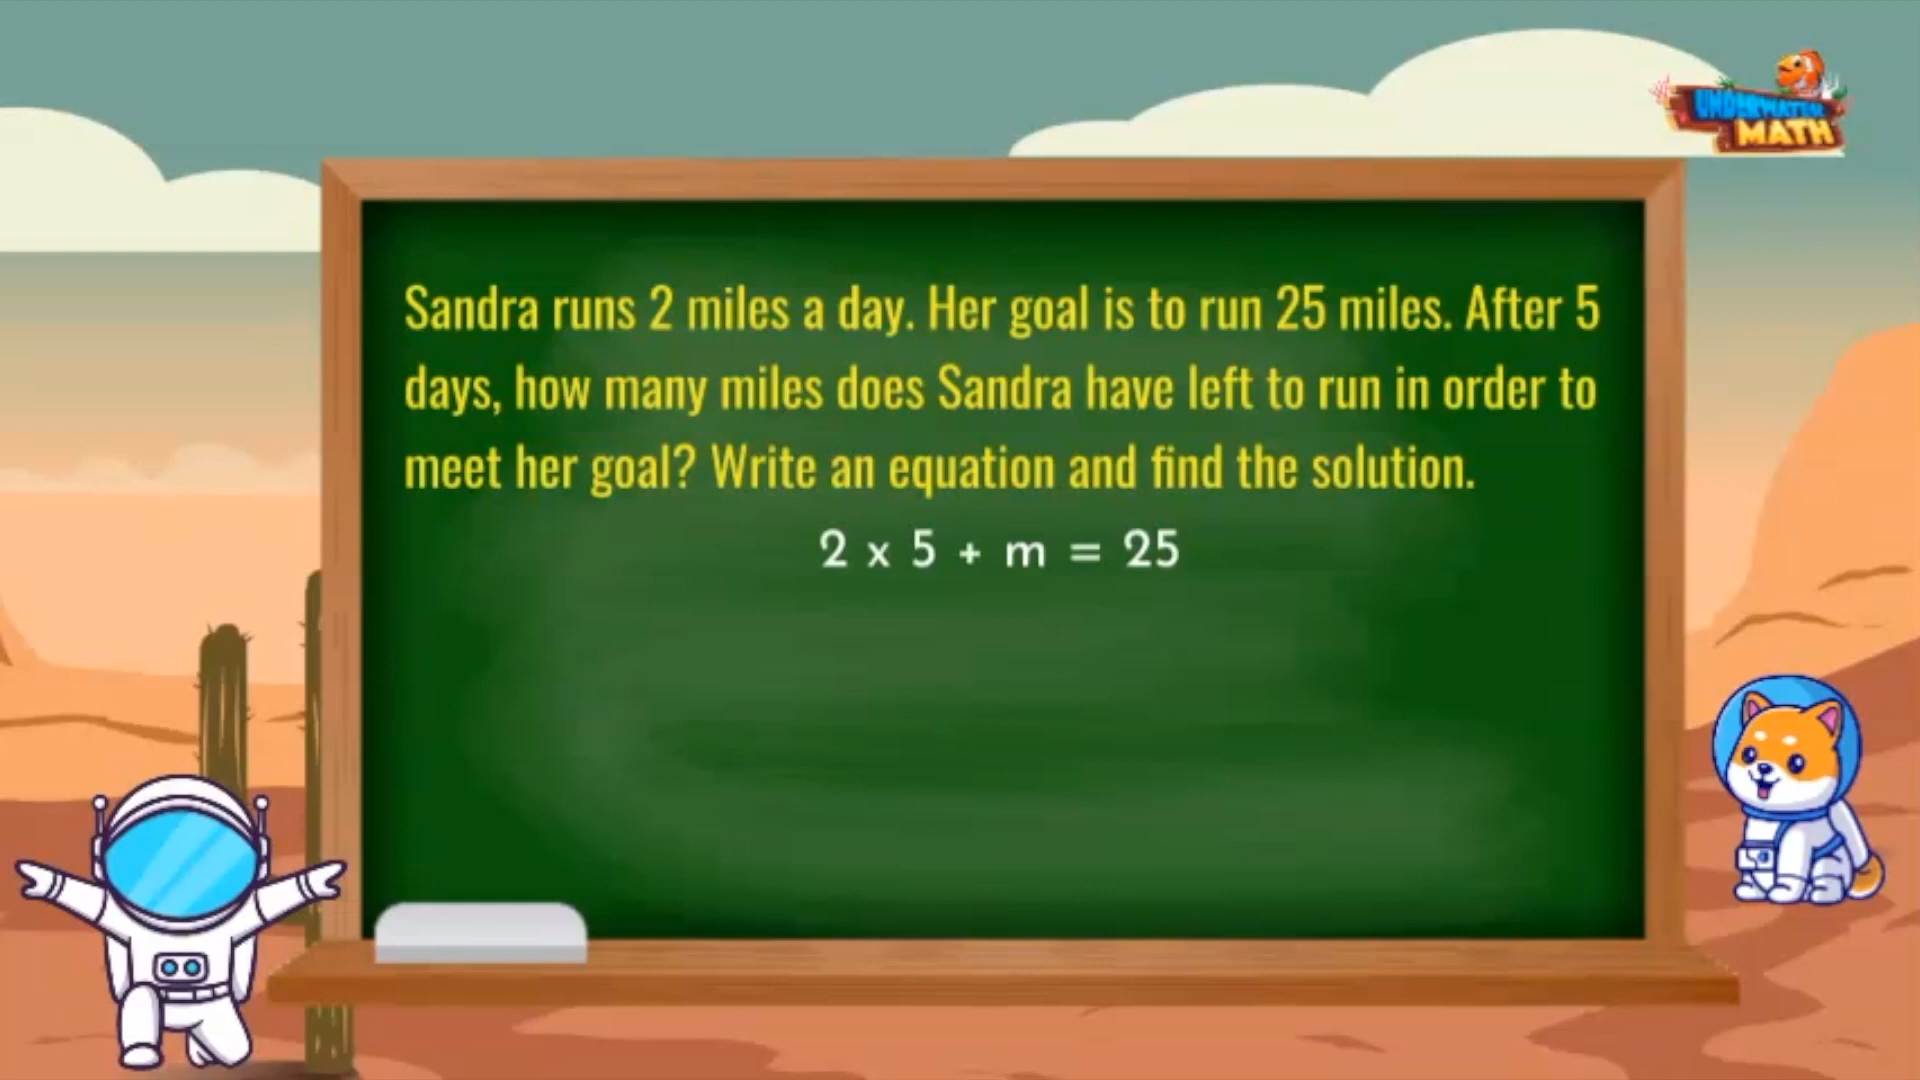 UNDERWATER
MATH
Sandra runs 2 miles a day. Her goal is to run 25 miles. After 5
days, how many miles does Sandra have left to run in order to
meet her goal? Write an equation and find the solution.
2 x 5 + m = 25